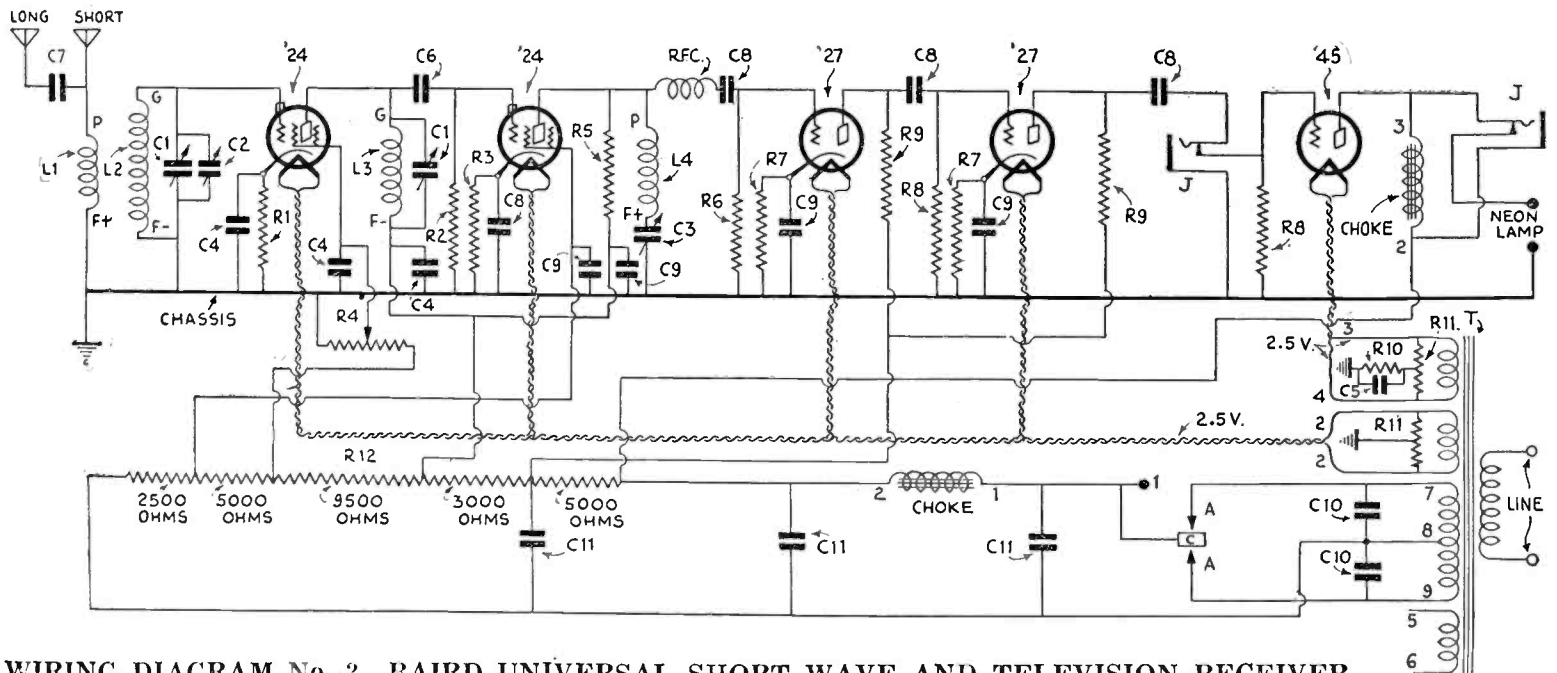 LONG SHORT
C7
'24
C6
'24
RFC.
C8
'27
C8
'27
C8
'45
J
P
G
L1
L2
C1
C2
F+
F-
C4
R1
C4
G
L3
C1
F-
R2
R3
C4
C8
R5
P
L4
F+
C3
C9
C9
R6
R7
C9
R9
R8
R7
C9
R9
J
R8
3
CHOKE
2
NEON
LAMP
CHASSIS
R4
3
2.5 V.
R10
R11.
T
C5
4
2
R11
2
2.5 V.
R12
2500
OHMS
5000
OHMS
9500
OHMS
3000
OHMS
5000
OHMS
2
CHOKE
1
1
C11
C11
C11
A
C
A
C10
C10
7
8
9
5
6
LINE
WIRING DIAGRAM No. 2. BAIRD UNIVERSAL SHORT WAVE AND TELEVISION RECEIVER